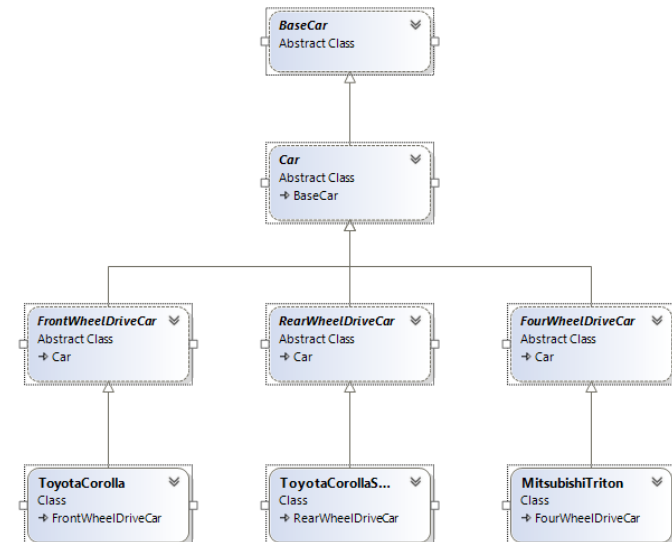 BaseCar
Abstract Class
Car
Abstract Class
→ BaseCar
FrontWheelDriveCar
Abstract Class
→ Car
RearWheelDriveCar
Abstract Class
→ Car
FourWheelDriveCar
Abstract Class
→ Car
ToyotaCorolla
Class
→ FrontWheelDriveCar
ToyotaCorollaS...
Class
→ RearWheelDriveCar
MitsubishiTriton
Class
→ FourWheelDriveCar